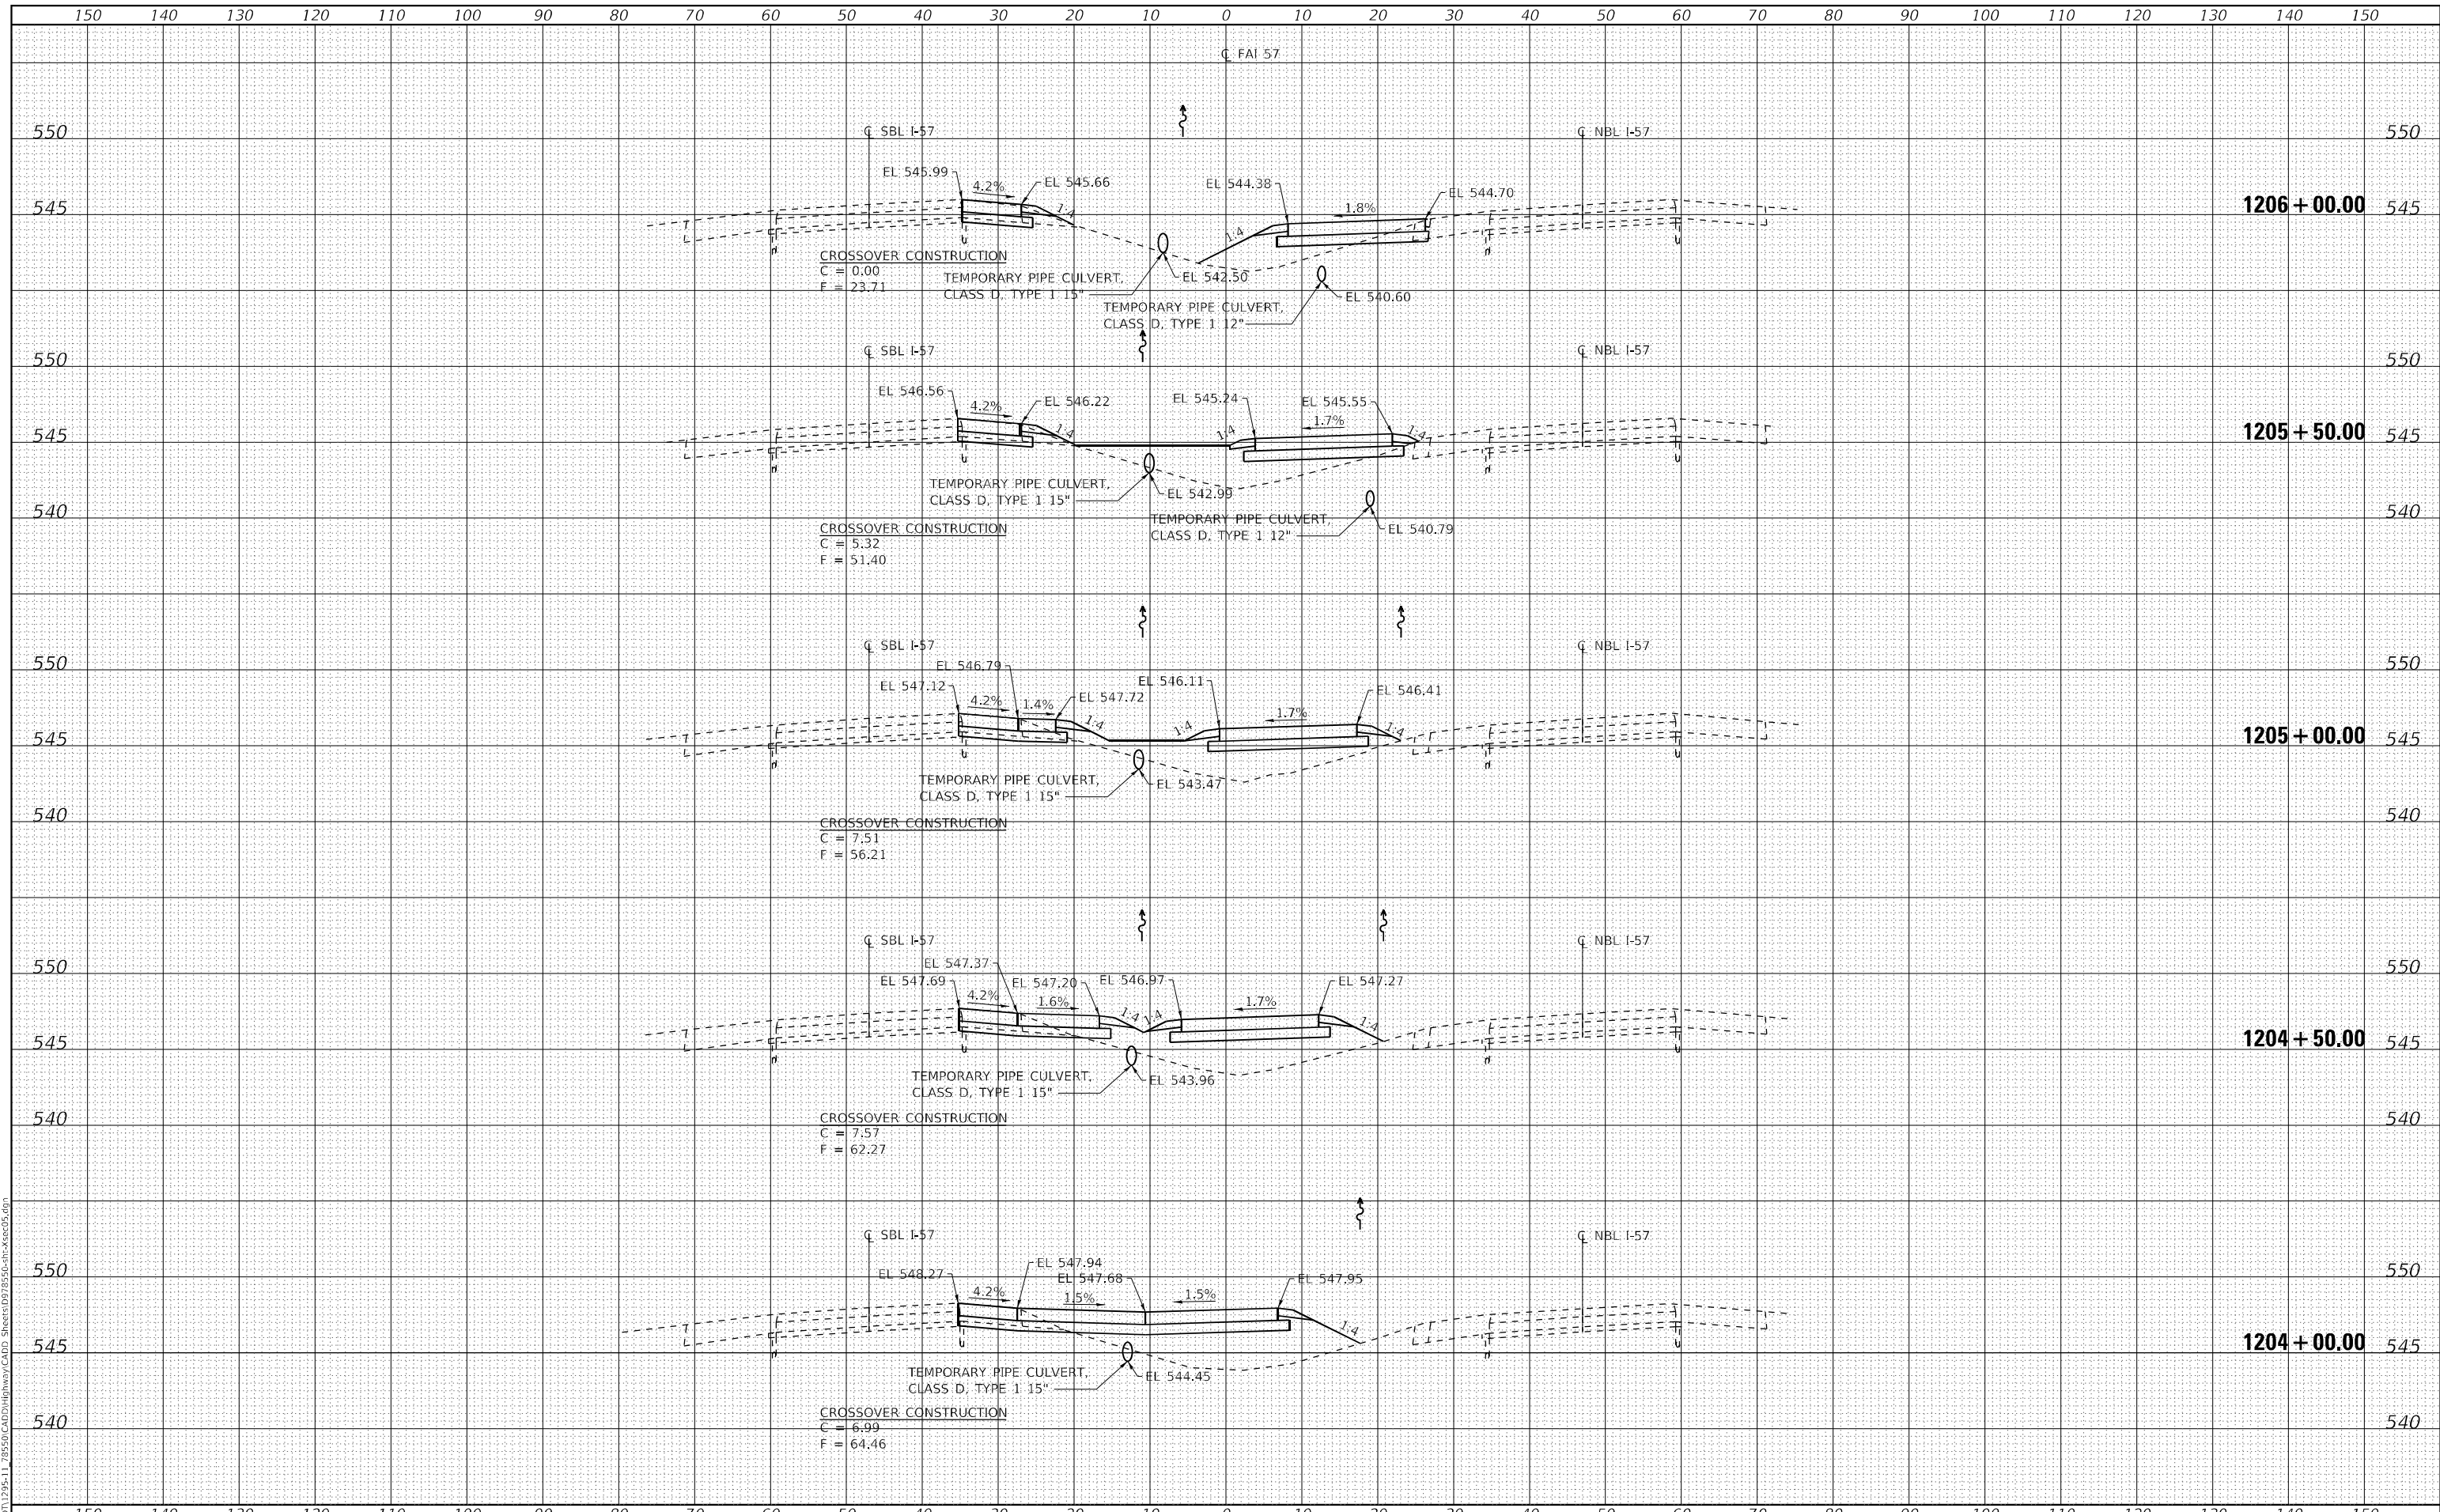 150 140 130 120 110 100 90 80 70 60 50 40 30 20 10 0 10 20 30 40 50 60 70 80 90 100 110 120 130 140 150
℄ FAI 57
550 ℄ SBL I-57 ℄ NBL I-57 550
EL 545.99 4.2% EL 545.66 EL 544.38 EL 544.70
545 1:4 1:4 1.8% 1206+00.00 545
CROSSOVER CONSTRUCTION
C = 0.00
F = 23.71
TEMPORARY PIPE CULVERT,
CLASS D, TYPE 1 15"
EL 542.50
TEMPORARY PIPE CULVERT,
CLASS D, TYPE 1 12"
EL 540.60
550 ℄ SBL I-57 ℄ NBL I-57 550
EL 546.56 4.2% EL 546.22 EL 545.24 EL 545.55
545 1:4 1:4 1.7% 1:4 1205+50.00 545
TEMPORARY PIPE CULVERT,
CLASS D, TYPE 1 15"
EL 542.99
TEMPORARY PIPE CULVERT,
CLASS D, TYPE 1 12"
EL 540.79
540 540
CROSSOVER CONSTRUCTION
C = 5.32
F = 51.40
550 ℄ SBL I-57 ℄ NBL I-57 550
EL 546.79
EL 547.12 4.2% 1.4% EL 547.72 EL 546.11 EL 546.41
545 1:4 1:4 1.7% 1:4 1205+00.00 545
TEMPORARY PIPE CULVERT,
CLASS D, TYPE 1 15"
EL 543.47
540 540
CROSSOVER CONSTRUCTION
C = 7.51
F = 56.21
550 ℄ SBL I-57 ℄ NBL I-57 550
EL 547.37
EL 547.69 4.2% EL 547.20 1.6% EL 546.97 EL 547.27
545 1:4 1:4 1.7% 1:4 1204+50.00 545
TEMPORARY PIPE CULVERT,
CLASS D, TYPE 1 15"
EL 543.96
540 540
CROSSOVER CONSTRUCTION
C = 7.57
F = 62.27
550 ℄ SBL I-57 ℄ NBL I-57 550
EL 548.27 4.2% EL 547.94 EL 547.68 EL 547.95
1.5% 1.5%
545 1:4 1204+00.00 545
TEMPORARY PIPE CULVERT,
CLASS D, TYPE 1 15"
EL 544.45
540 540
CROSSOVER CONSTRUCTION
C = 6.99
F = 64.46